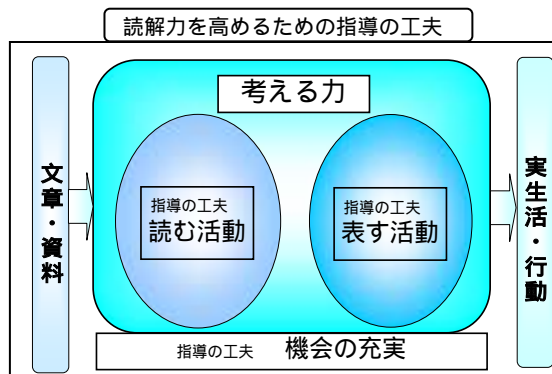 読解力を高めるための指導の工夫
考える力
文章・資料
指導の工夫
読む活動
指導の工夫
表す活動
実生活・行動
指導の工夫 機会の充実